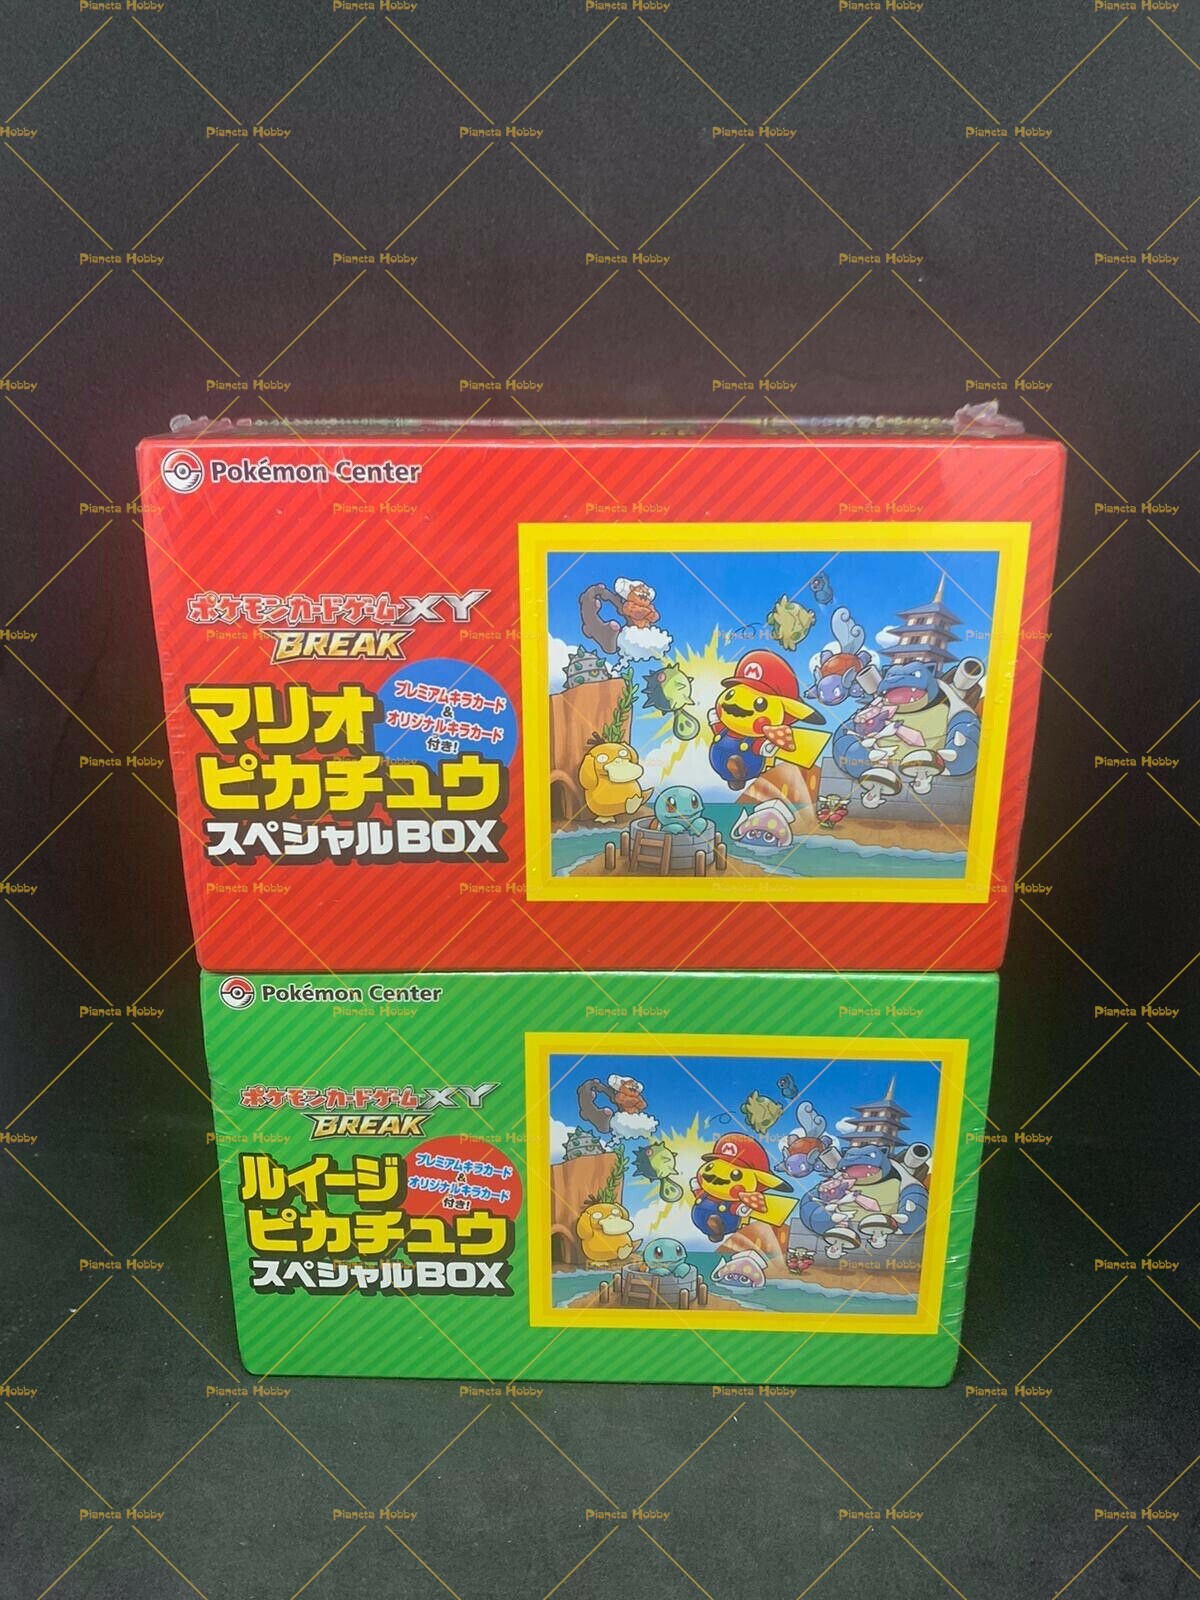 Pokémon Center
ポケモンカードゲームXY
BREAK
プレミアムキラカード
&
オリジナルキラカード
付き!
マリオ
ピカチュウ
スペシャルBOX
M
Pokémon Center
ポケモンカードゲームXY
BREAK
プレミアムキラカード
&
オリジナルキラカード
付き!
ルイージ
ピカチュウ
スペシャルBOX
M
Pianeta Hobby